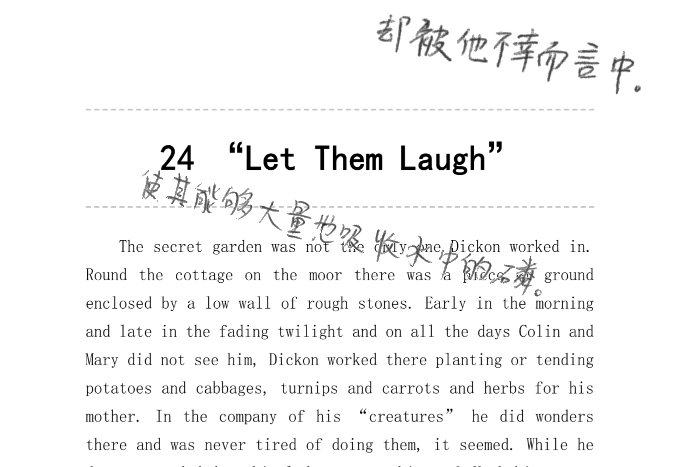 却被他不幸而言中。
24 “Let Them Laugh”
使其能够大量地吸收水中的磷。
The secret garden was not the only one Dickon worked in.
Round the cottage on the moor there was a piece of ground
enclosed by a low wall of rough stones. Early in the morning
and late in the fading twilight and on all the days Colin and
Mary did not see him, Dickon worked there planting or tending
potatoes and cabbages, turnips and carrots and herbs for his
mother. In the company of his “creatures” he did wonders
there and was never tired of doing them, it seemed. While he